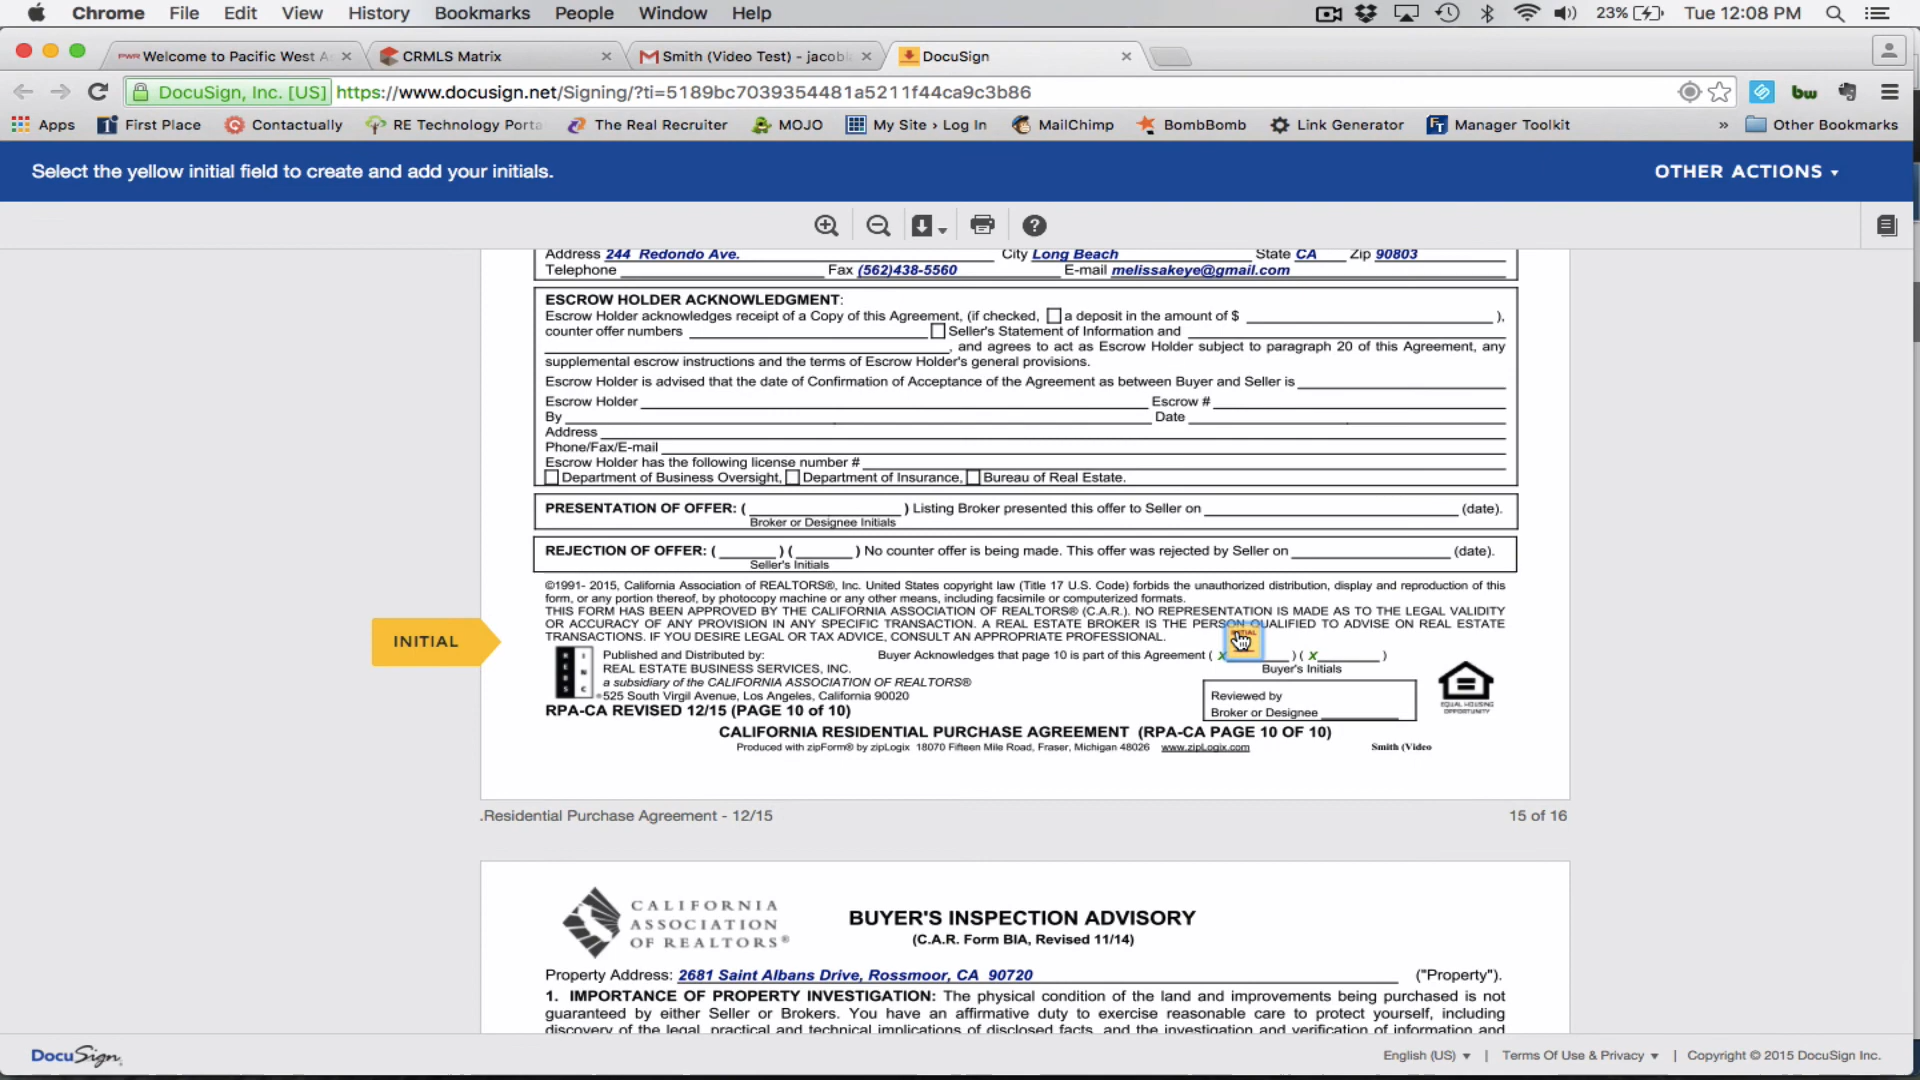 Chrome File Edit View History Bookmarks People Window Help 23% Tue 12:08 PM
Welcome to Pacific West A
CRMLS Matrix
Smith (Video Test) - jacobl
DocuSign
DocuSign, Inc. [US] https://www.docusign.net/Signing/?ti=5189bc7039354481a5211f44ca9c3b86
bw
Apps First Place Contactually RE Technology Porta The Real Recruiter MOJO My Site › Log In MailChimp BombBomb Link Generator Manager Toolkit » Other Bookmarks
Select the yellow initial field to create and add your initials. OTHER ACTIONS
Address 244 Redondo Ave. City Long Beach State CA Zip 90803
Telephone Fax (562)438-5560 E-mail melissakeye@gmail.com
ESCROW HOLDER ACKNOWLEDGMENT:
Escrow Holder acknowledges receipt of a Copy of this Agreement, (if checked, a deposit in the amount of $ ),
counter offer numbers Seller's Statement of Information and
, and agrees to act as Escrow Holder subject to paragraph 20 of this Agreement, any
supplemental escrow instructions and the terms of Escrow Holder's general provisions.
Escrow Holder is advised that the date of Confirmation of Acceptance of the Agreement as between Buyer and Seller is
Escrow Holder Escrow #
By Date
Address
Phone/Fax/E-mail
Escrow Holder has the following license number #
Department of Business Oversight, Department of Insurance, Bureau of Real Estate.
PRESENTATION OF OFFER: ( ) Listing Broker presented this offer to Seller on (date).
Broker or Designee Initials
REJECTION OF OFFER: ( ) ( ) No counter offer is being made. This offer was rejected by Seller on (date).
Seller's Initials
©1991- 2015, California Association of REALTORS®, Inc. United States copyright law (Title 17 U.S. Code) forbids the unauthorized distribution, display and reproduction of this
form, or any portion thereof, by photocopy machine or any other means, including facsimile or computerized formats.
THIS FORM HAS BEEN APPROVED BY THE CALIFORNIA ASSOCIATION OF REALTORS® (C.A.R.). NO REPRESENTATION IS MADE AS TO THE LEGAL VALIDITY
OR ACCURACY OF ANY PROVISION IN ANY SPECIFIC TRANSACTION. A REAL ESTATE BROKER IS THE PERSON QUALIFIED TO ADVISE ON REAL ESTATE
TRANSACTIONS. IF YOU DESIRE LEGAL OR TAX ADVICE, CONSULT AN APPROPRIATE PROFESSIONAL.
INITIAL
Published and Distributed by: Buyer Acknowledges that page 10 is part of this Agreement ( x ) ( x )
REAL ESTATE BUSINESS SERVICES, INC. Buyer's Initials
a subsidiary of the CALIFORNIA ASSOCIATION OF REALTORS®
525 South Virgil Avenue, Los Angeles, California 90020
Reviewed by
Broker or Designee
EQUAL HOUSING
OPPORTUNITY
RPA-CA REVISED 12/15 (PAGE 10 of 10)
CALIFORNIA RESIDENTIAL PURCHASE AGREEMENT (RPA-CA PAGE 10 OF 10)
Produced with zipForm® by zipLogix 18070 Fifteen Mile Road, Fraser, Michigan 48026 www.zipLogix.com Smith (Video
.Residential Purchase Agreement - 12/15 15 of 16
CALIFORNIA
ASSOCIATION
OF REALTORS®
BUYER'S INSPECTION ADVISORY
(C.A.R. Form BIA, Revised 11/14)
Property Address: 2681 Saint Albans Drive, Rossmoor, CA 90720 ("Property").
1. IMPORTANCE OF PROPERTY INVESTIGATION: The physical condition of the land and improvements being purchased is not
guaranteed by either Seller or Brokers. You have an affirmative duty to exercise reasonable care to protect yourself, including
discovery of the legal, practical and technical implications of disclosed facts, and the investigation and verification of information and
DocuSign English (US) | Terms Of Use & Privacy | Copyright © 2015 DocuSign Inc.